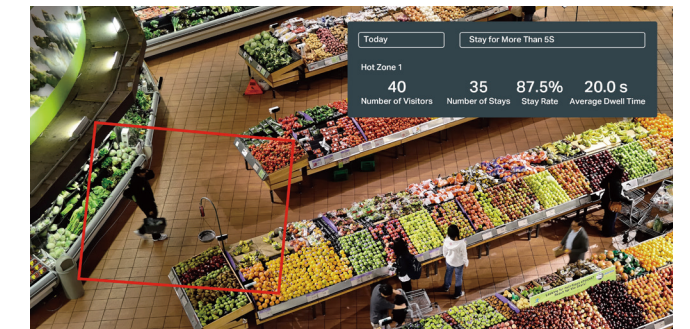 Today
Stay for More Than 5S
Hot Zone 1
40 35 87.5% 20.0 s
Number of Visitors Number of Stays Stay Rate Average Dwell Time